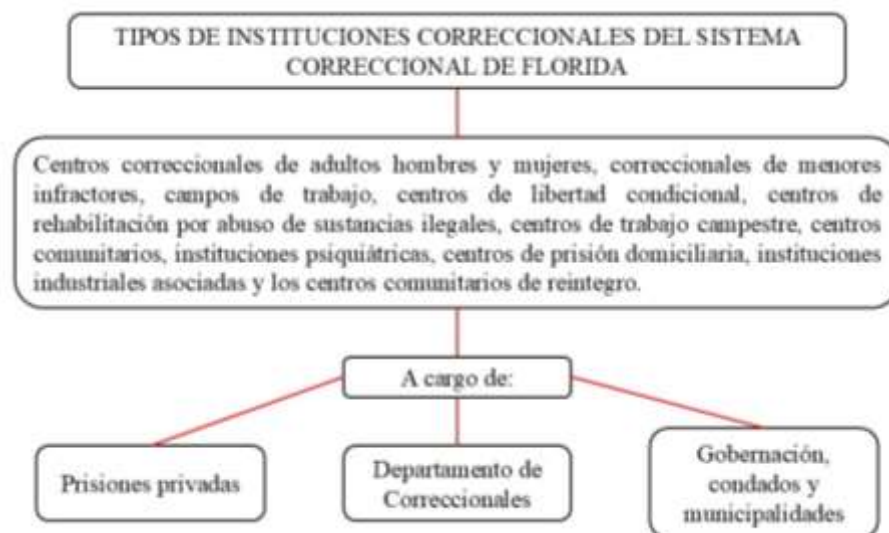 TIPOS DE INSTITUCIONES CORRECCIONALES DEL SISTEMA
CORRECCIONAL DE FLORIDA
Centros correccionales de adultos hombres y mujeres, correccionales de menores
infractores, campos de trabajo, centros de libertad condicional, centros de
rehabilitación por abuso de sustancias ilegales, centros de trabajo campestre, centros
comunitarios, instituciones psiquiátricas, centros de prisión domiciliaria, instituciones
industriales asociadas y los centros comunitarios de reintegro.
A cargo de:
Prisiones privadas
Departamento de
Correccionales
Gobernación,
condados y
municipalidades